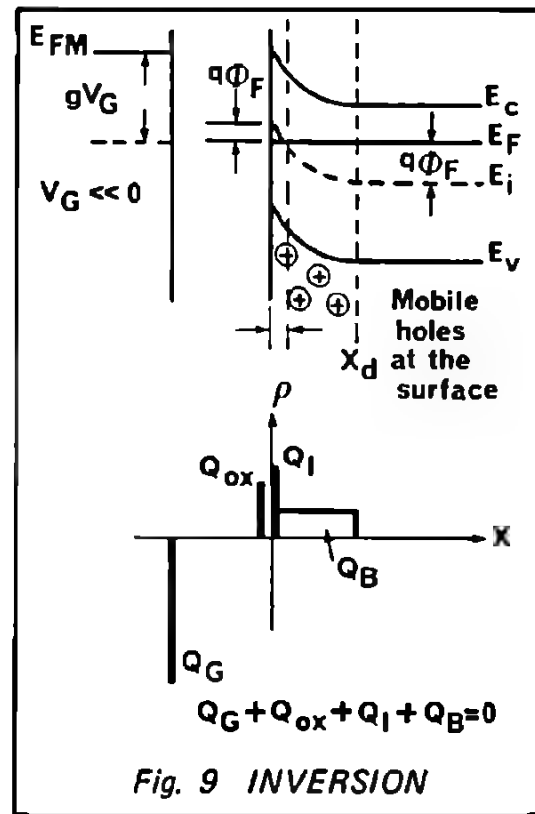 E_FM
gV_G
qΦ_F
V_G << 0
E_c
E_F
qΦ_F
E_i
E_v
+ + + + +
X_d
Mobile
holes
at the
surface
ρ
Q_ox
Q_I
X
Q_B
Q_G
Q_G + Q_ox + Q_I + Q_B = 0
Fig. 9 INVERSION